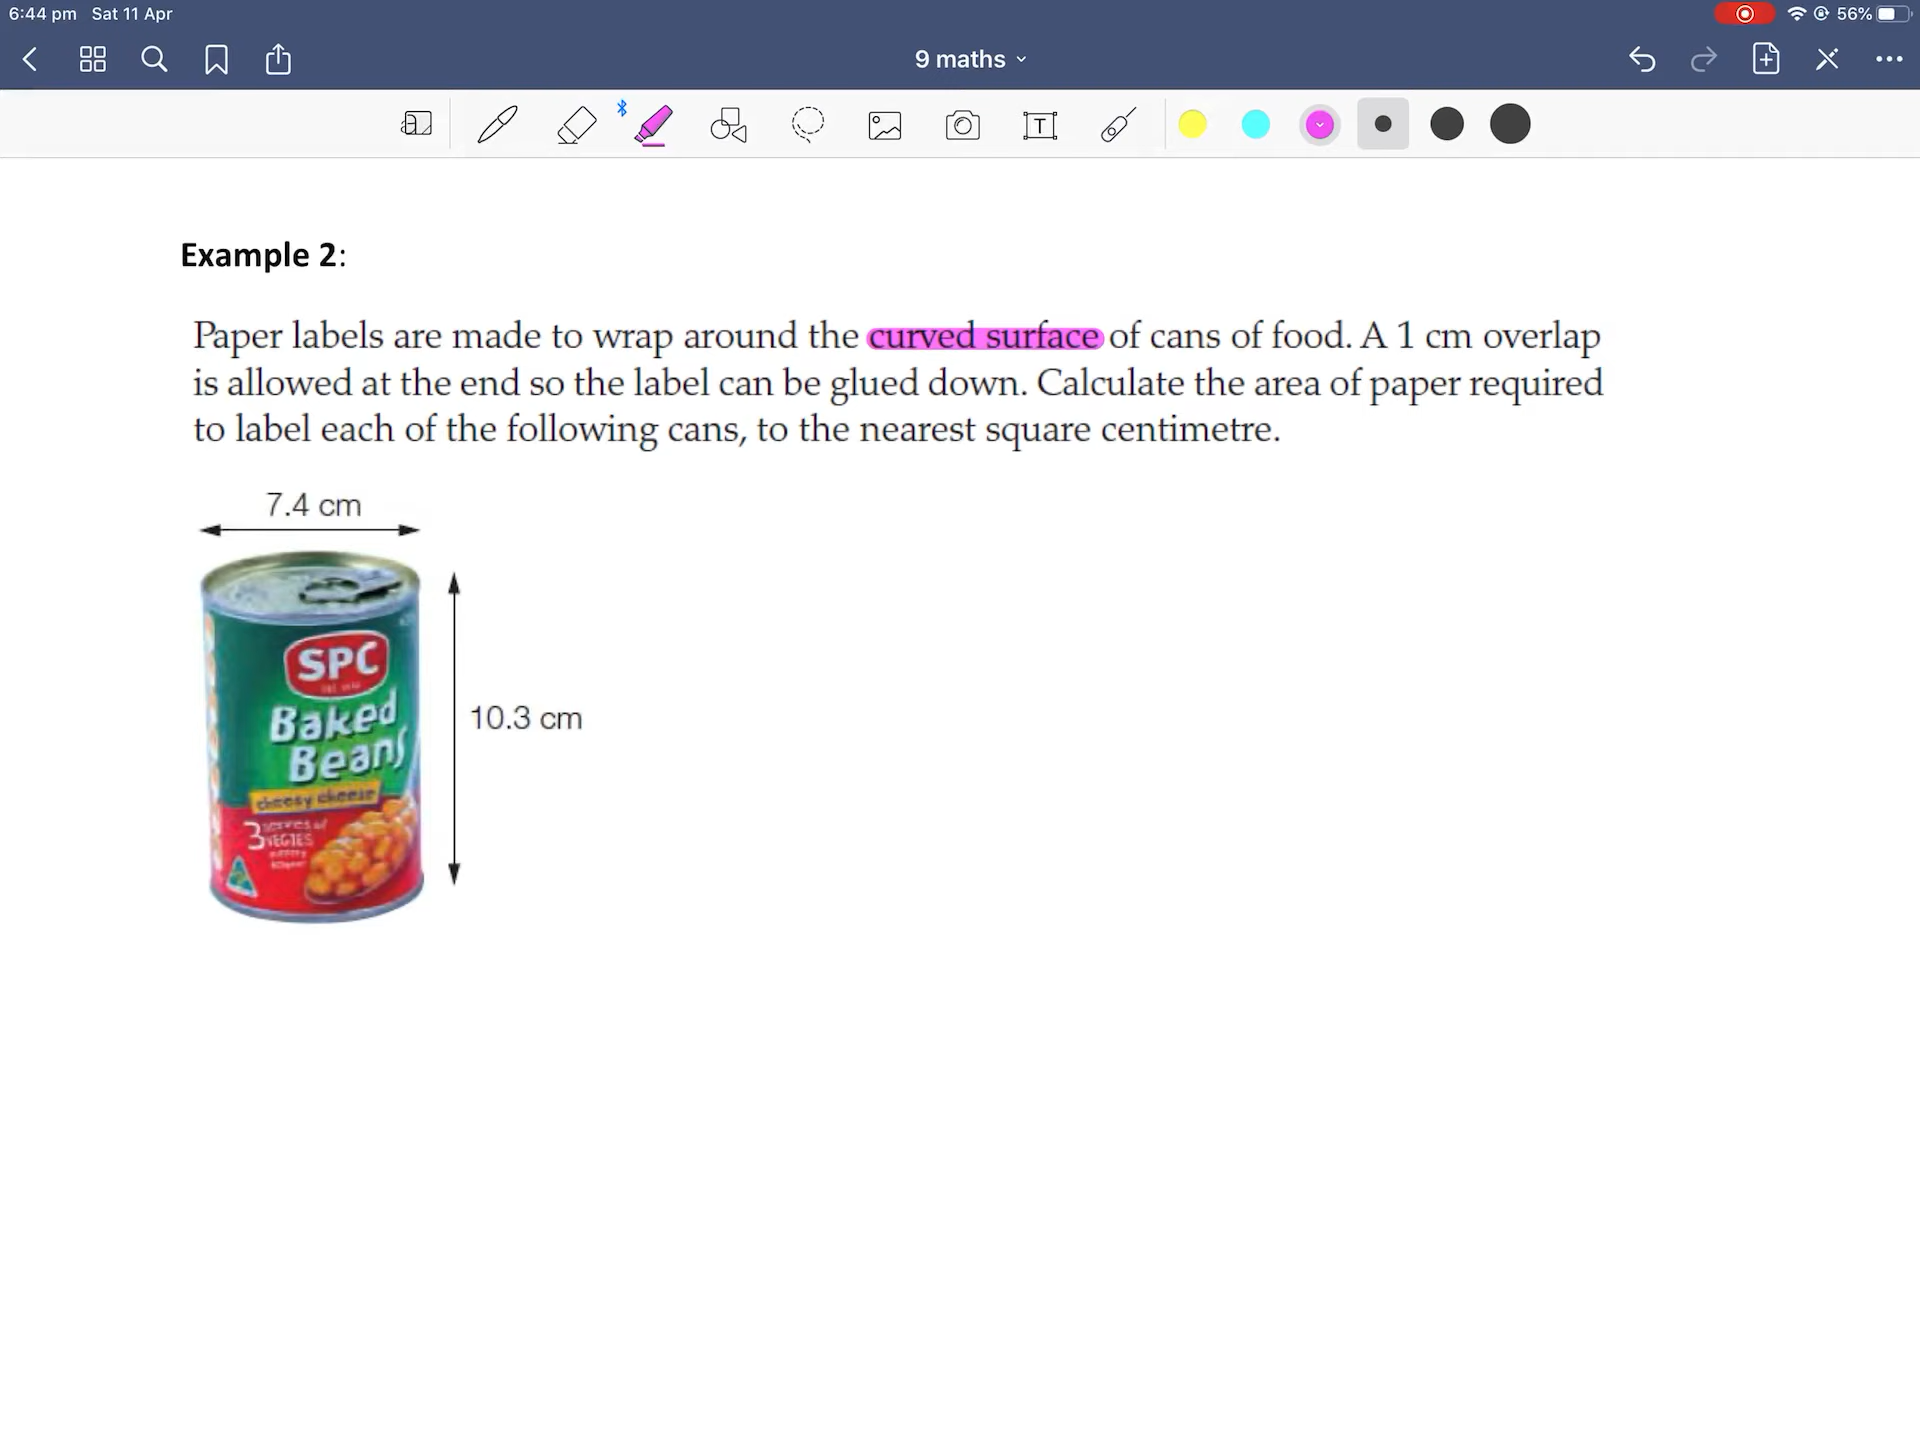 6:44 pm Sat 11 Apr
56%
9 maths
Example 2:
Paper labels are made to wrap around the curved surface of cans of food. A 1 cm overlap
is allowed at the end so the label can be glued down. Calculate the area of paper required
to label each of the following cans, to the nearest square centimetre.
7.4 cm
SPC
Baked
Beans
cheesy cheese
3 serves of
VEGIES
10.3 cm